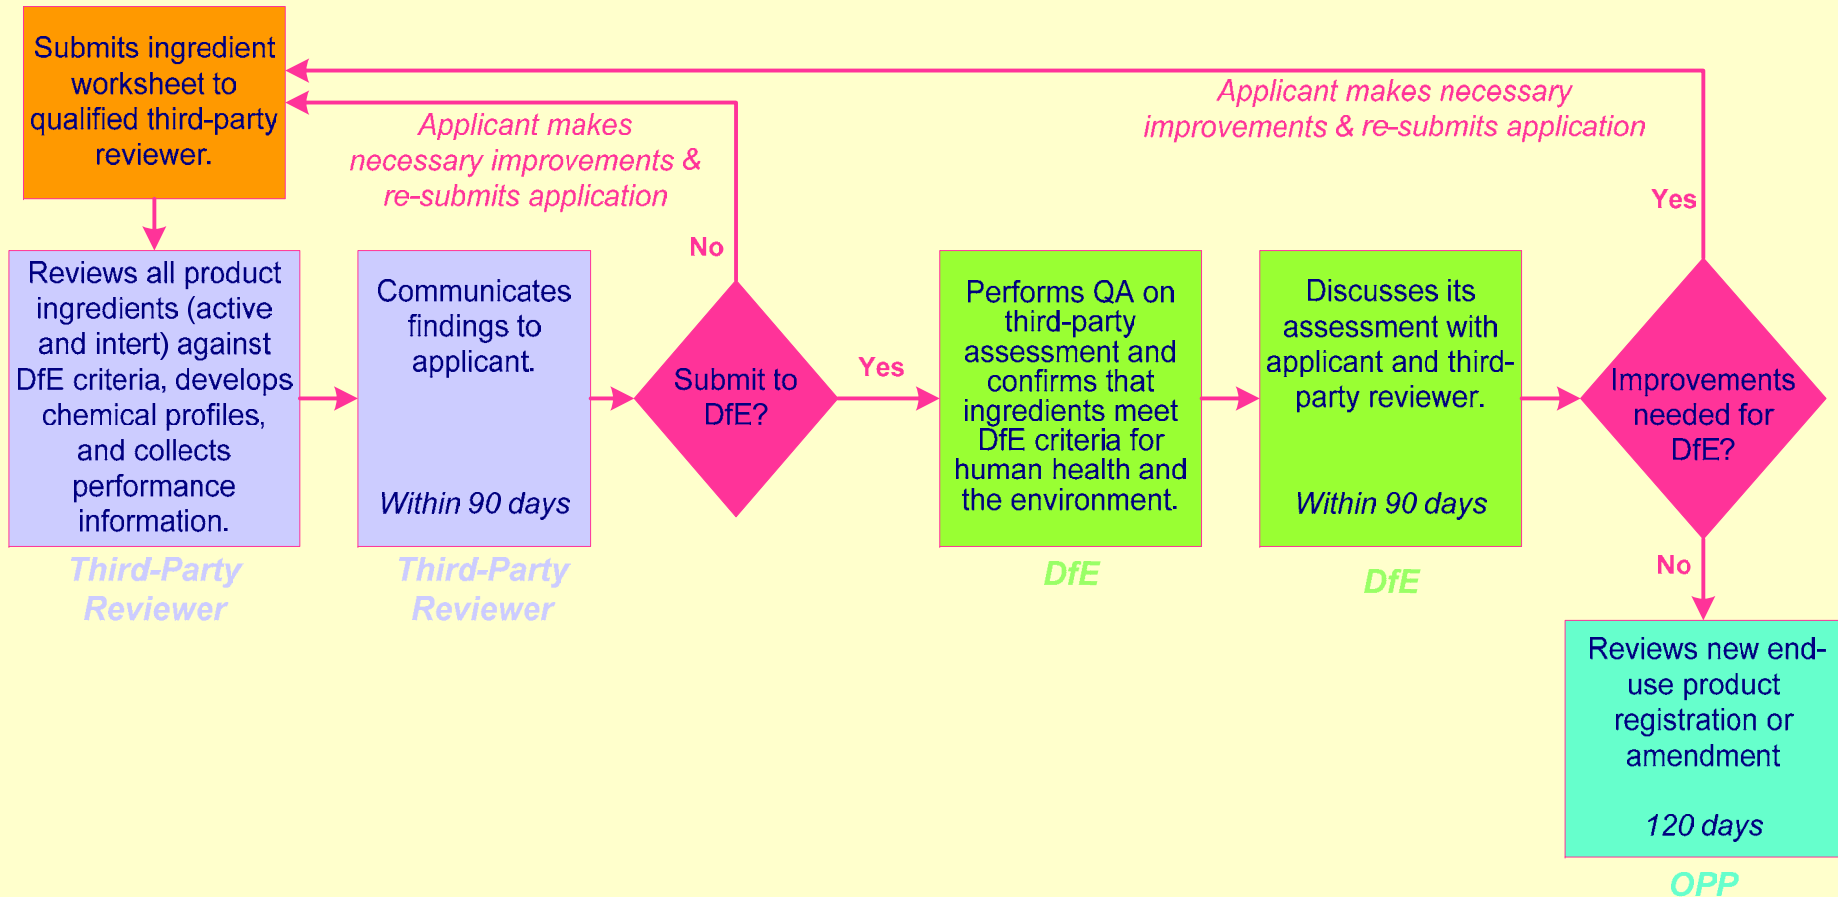 Submits ingredient
worksheet to
qualified third-party
reviewer.
Applicant makes
necessary improvements &
re-submits application
Applicant makes necessary
improvements & re-submits application
Reviews all product
ingredients (active
and intert) against
DfE criteria, develops
chemical profiles,
and collects
performance
information.
Third-Party
Reviewer
Communicates
findings to
applicant.
Within 90 days
Third-Party
Reviewer
No
Submit to
DfE?
Yes
Performs QA on
third-party
assessment and
confirms that
ingredients meet
DfE criteria for
human health and
the environment.
DfE
Discusses its
assessment with
applicant and third-
party reviewer.
Within 90 days
DfE
Yes
Improvements
needed for
DfE?
No
Reviews new end-
use product
registration or
amendment
120 days
OPP